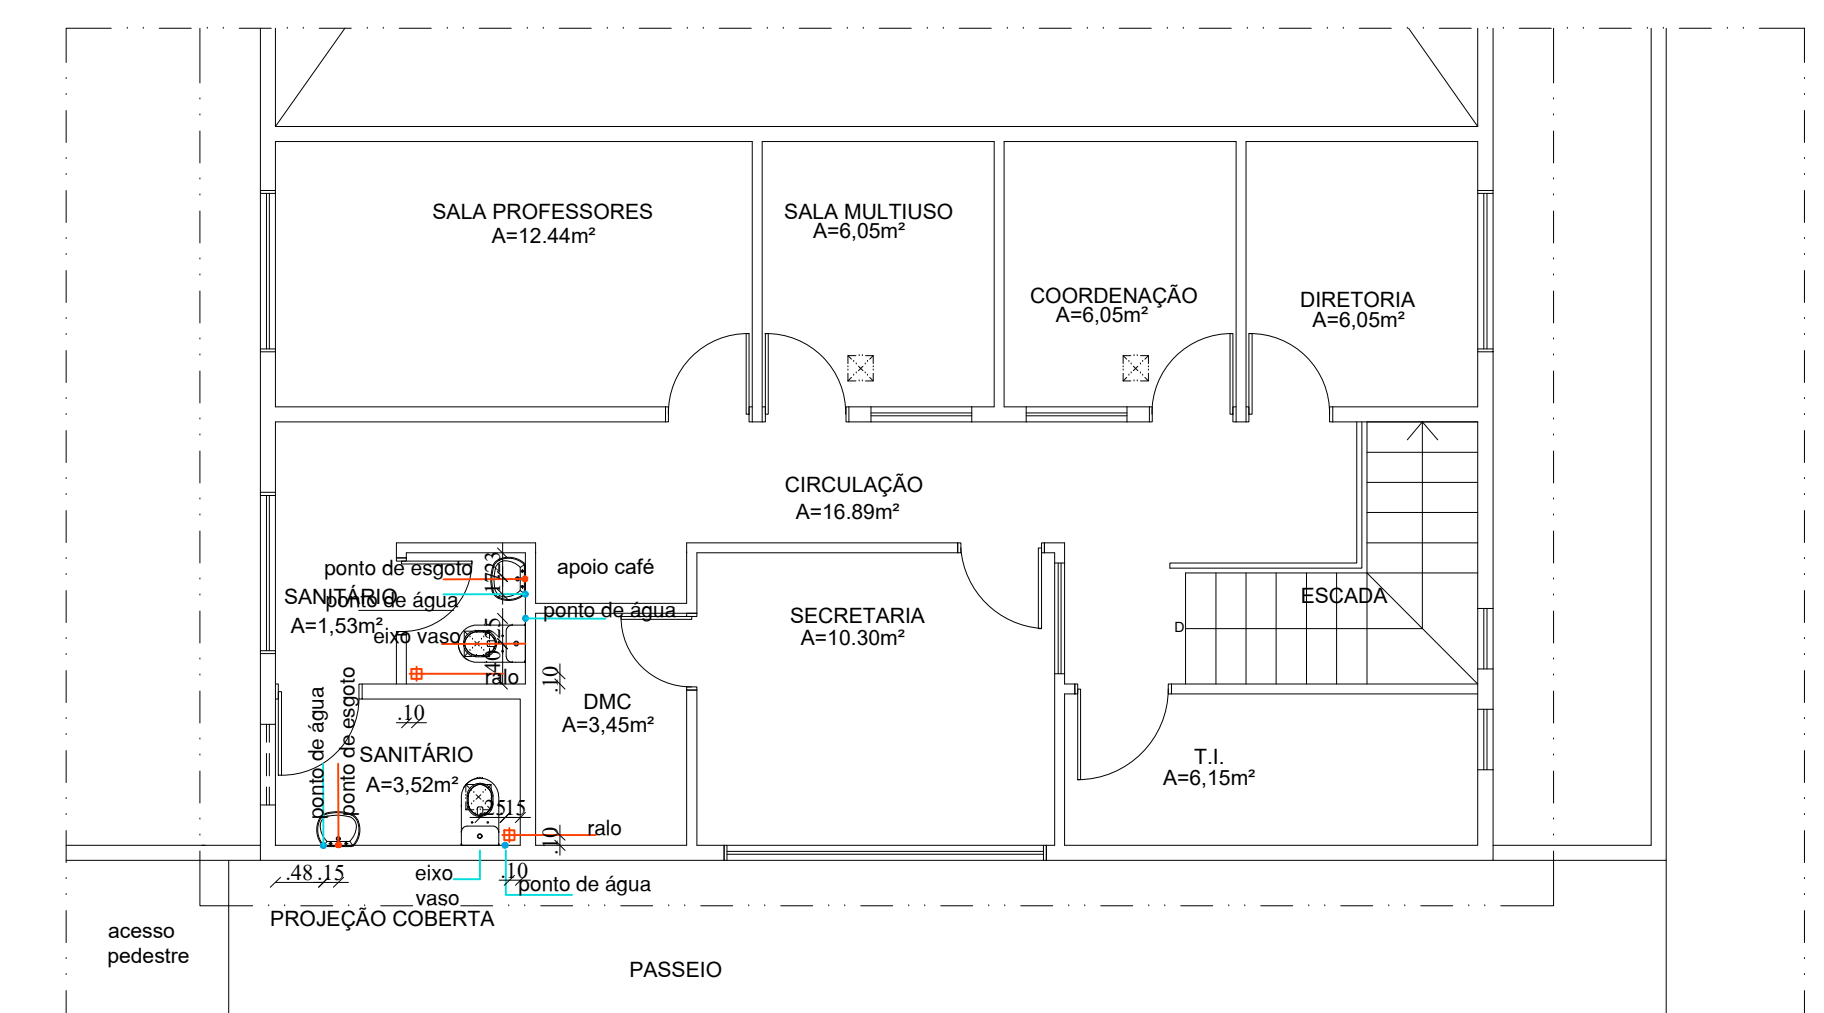 SALA PROFESSORES
A=12.44m²
SALA MULTIUSO
A=6,05m²
COORDENAÇÃO
A=6,05m²
DIRETORIA
A=6,05m²
CIRCULAÇÃO
A=16.89m²
ponto de esgoto
SANITÁRIO
ponto de água
A=1,53m²
eixo vaso
ralo
apoio café
ponto de água
SECRETARIA
A=10.30m²
ESCADA
D
.10
DMC
A=3,45m²
.10
ponto de água
ponto de esgoto
SANITÁRIO
A=3,52m²
.25
.15
ralo
.10
T.I.
A=6,15m²
.48
.15
eixo
vaso
.10
ponto de água
PROJEÇÃO COBERTA
acesso
pedestre
PASSEIO